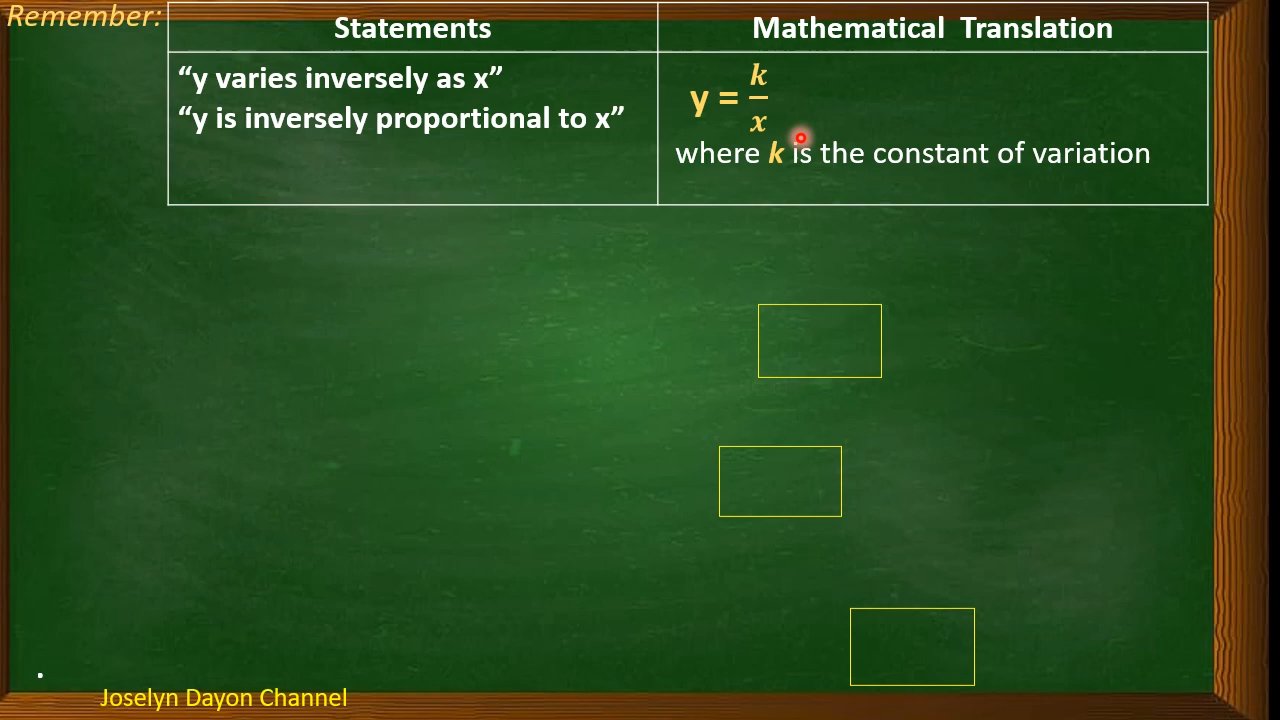 Remember:
Statements
Mathematical Translation
“y varies inversely as x”
“y is inversely proportional to x”
y = k/x
where k is the constant of variation
.
Joselyn Dayon Channel